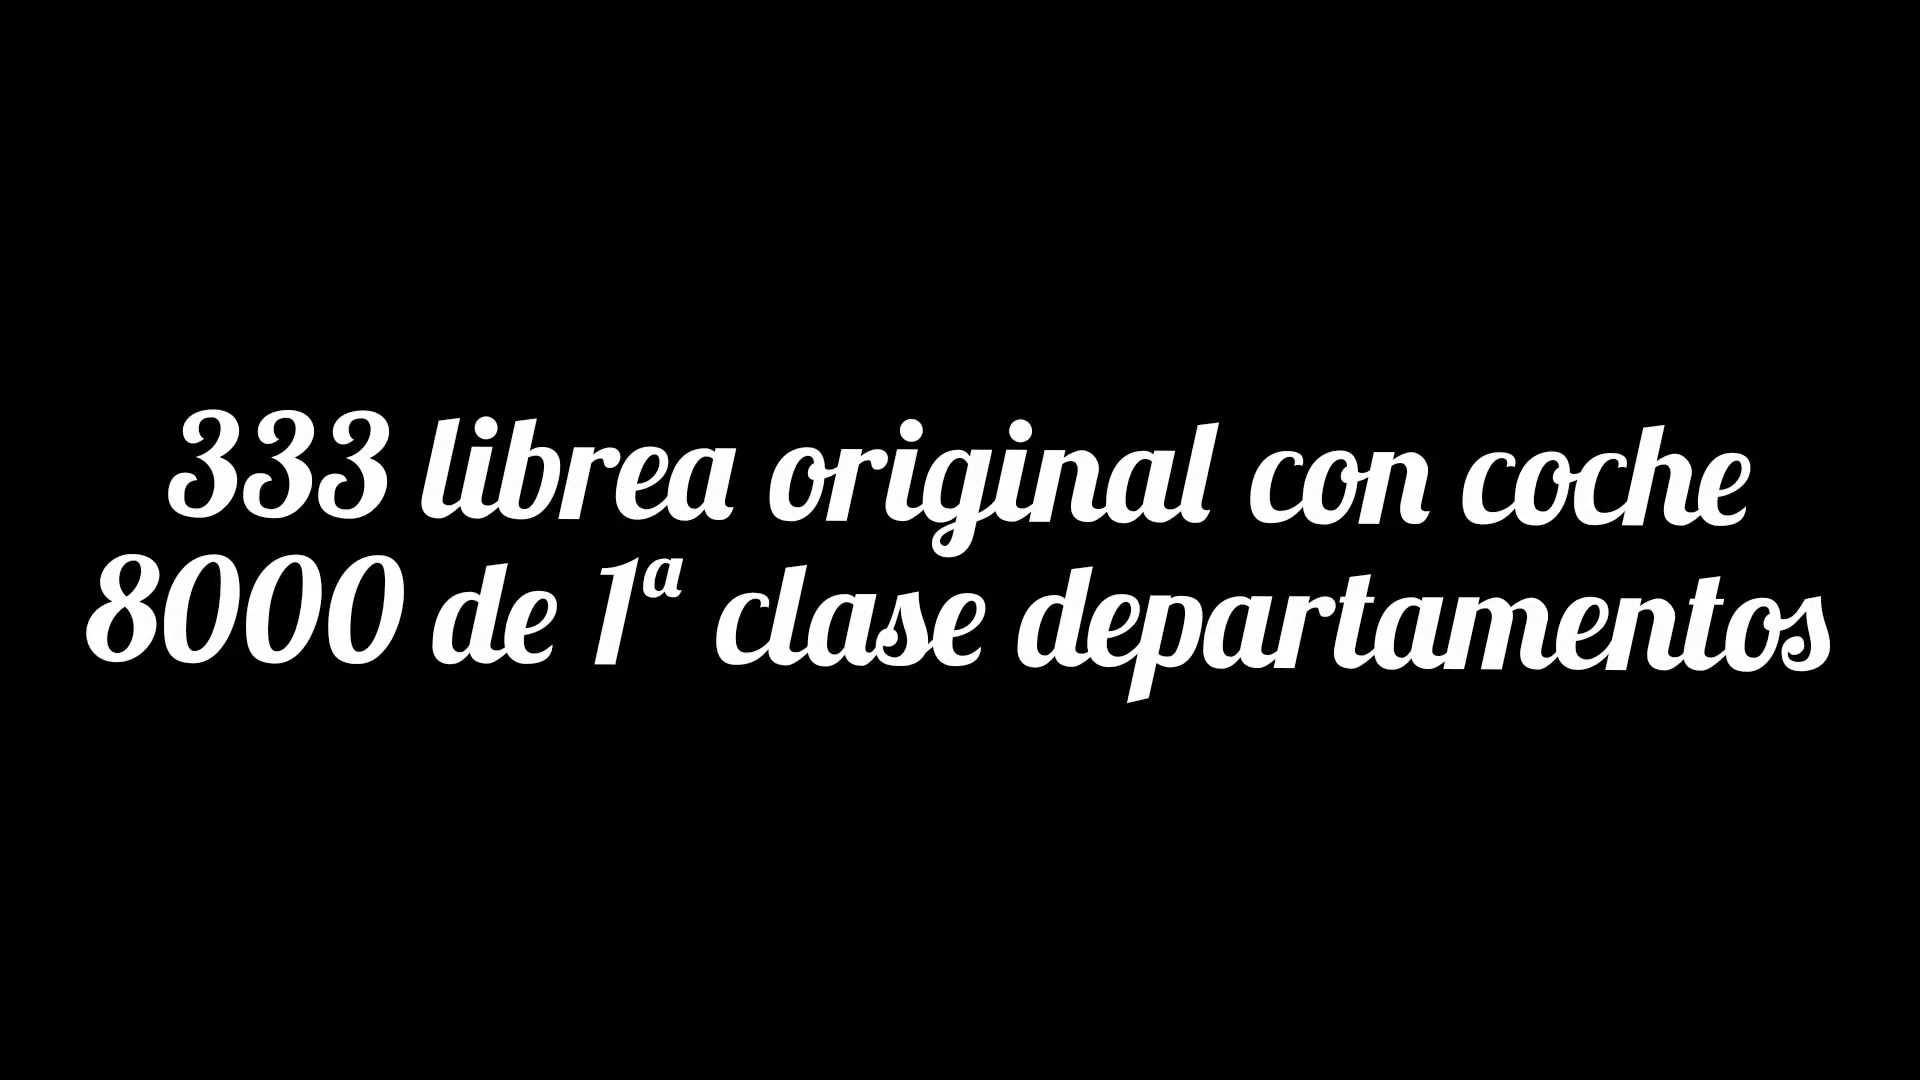 333 librea original con coche
8000 de 1ª clase departamentos